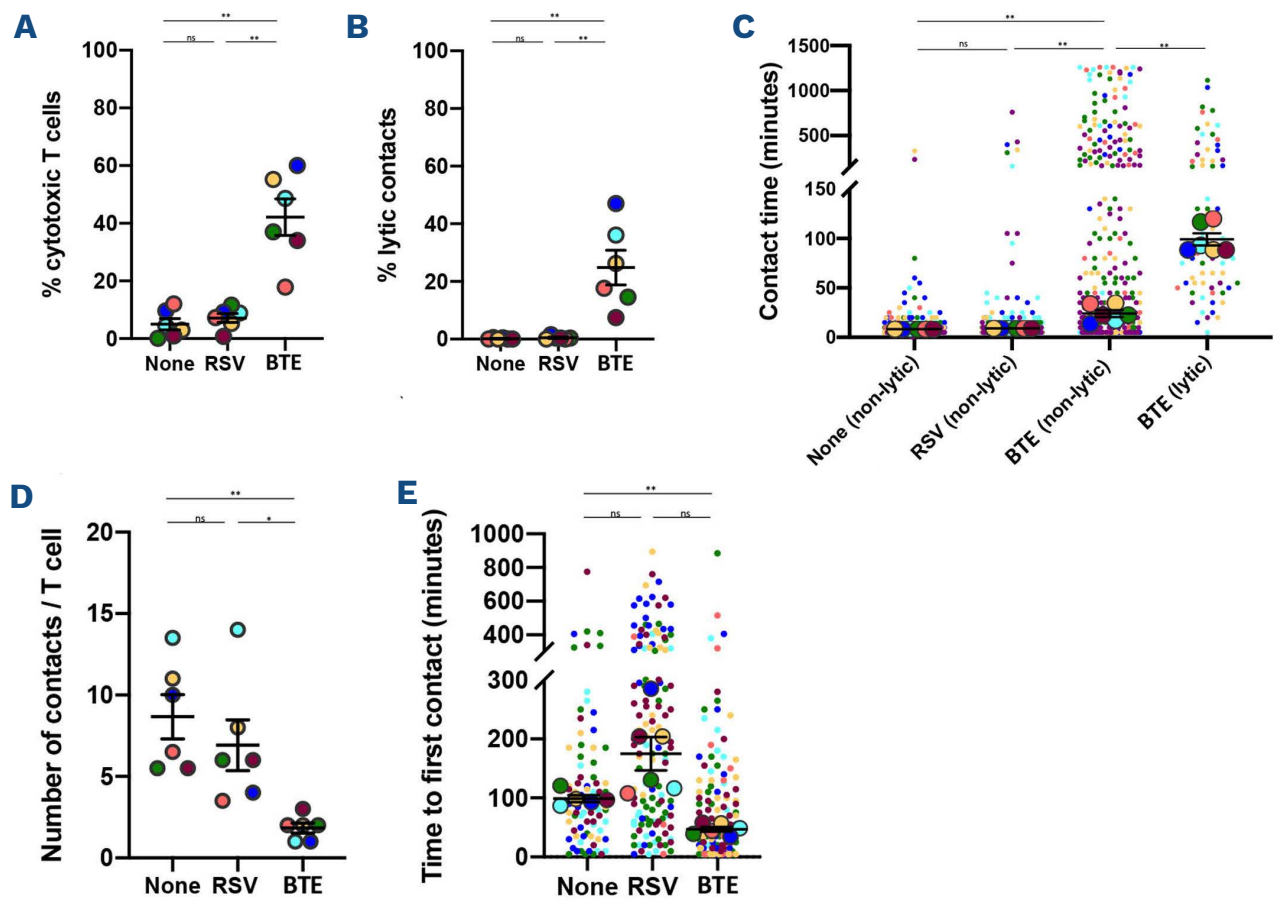 A
**
ns
**
% cytotoxic T cells
100
80
60
40
20
0
None
RSV
BTE
B
**
ns
**
% lytic contacts
100
80
60
40
20
0
None
RSV
BTE
C
**
ns
**
**
Contact time (minutes)
1500
1000
500
150
100
50
0
None (non-lytic)
RSV (non-lytic)
BTE (non-lytic)
BTE (lytic)
D
**
ns
*
Number of contacts / T cell
20
15
10
5
0
None
RSV
BTE
E
**
ns
ns
Time to first contact (minutes)
1000
800
600
400
300
200
100
0
None
RSV
BTE